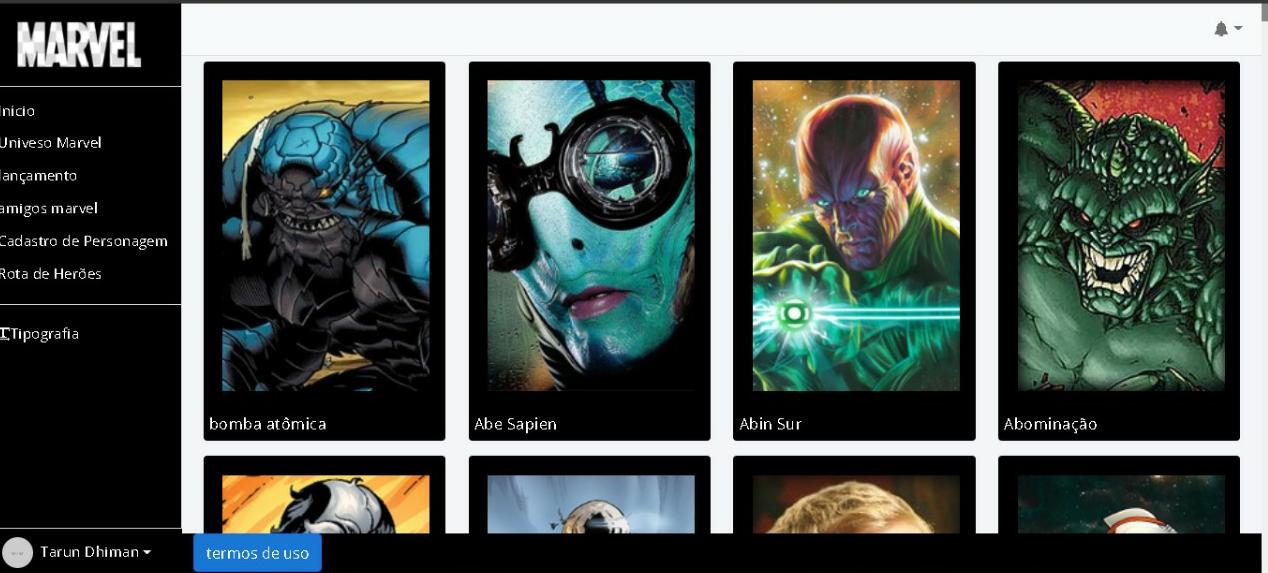 MARVEL
Inicio
Univeso Marvel
lançamento
amigos marvel
Cadastro de Personagem
Rota de Herões
Tipografia
bomba atômica
Abe Sapien
Abin Sur
Abominação
Tarun Dhiman
termos de uso